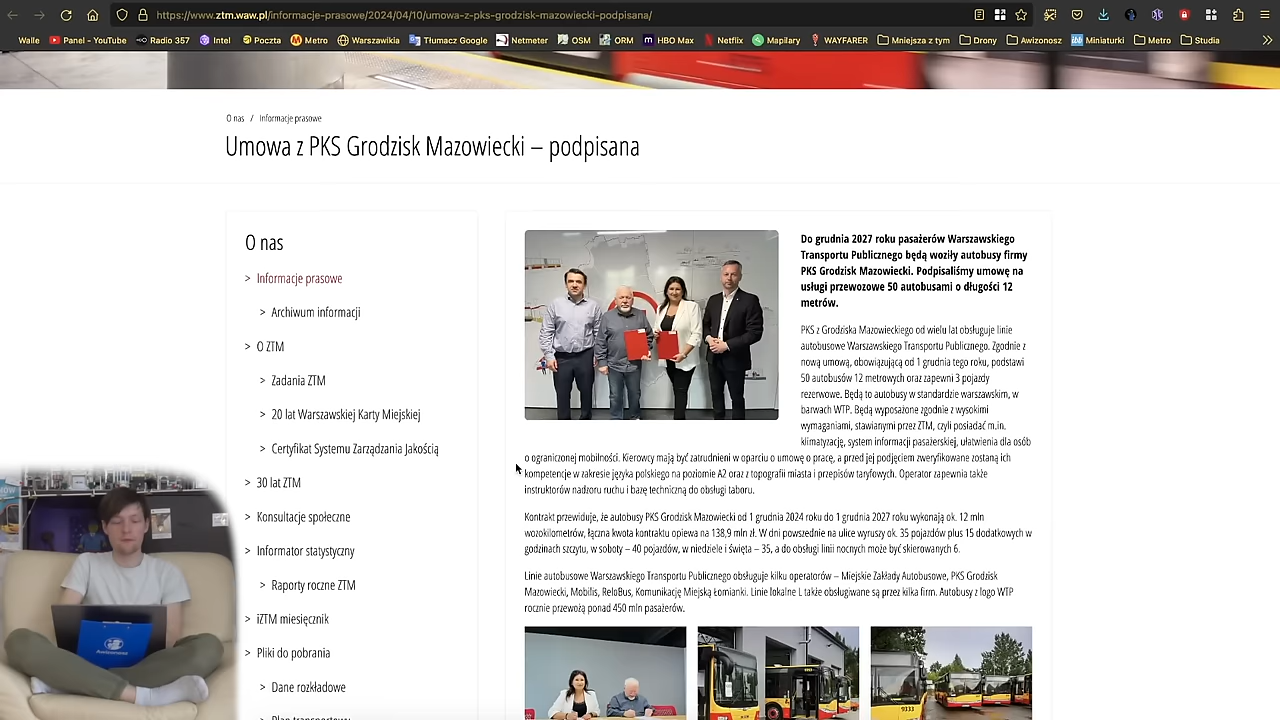 https://www.ztm.waw.pl/informacje-prasowe/2024/04/10/umowa-z-pks-grodzisk-mazowiecki-podpisana/
Walle Panel - YouTube Radio 357 Intel Poczta Metro Warszawikia Tłumacz Google Netmeter OSM ORM HBO Max Netflix Mapilary WAYFARER Mniejsza z tym Drony Awizonosz Miniatuki Metro Studia
O nas / Informacje prasowe
Umowa z PKS Grodzisk Mazowiecki – podpisana
O nas
> Informacje prasowe
> Archiwum informacji
> O ZTM
> Zadania ZTM
> 20 lat Warszawskiej Karty Miejskiej
> Certyfikat Systemu Zarządzania Jakością
> 30 lat ZTM
> Konsultacje społeczne
> Informator statystyczny
> Raporty roczne ZTM
> iZTM miesięcznik
> Pliki do pobrania
> Dane rozkładowe
> Plan transportowy
Do grudnia 2027 roku pasażerów Warszawskiego
Transportu Publicznego będą woziły autobusy firmy
PKS Grodzisk Mazowiecki. Podpisaliśmy umowę na
usługi przewozowe 50 autobusami o długości 12
metrów.
PKS z Grodziska Mazowieckiego od wielu lat obsługuje linie
autobusowe Warszawskiego Transportu Publicznego. Zgodnie z
nową umową, obowiązującą od 1 grudnia tego roku, podstawi
50 autobusów 12 metrowych oraz zapewni 3 pojazdy
rezerwowe. Będą to autobusy w standardzie warszawskim, w
barwach WTP. Będą wyposażone zgodnie z wysokimi
wymaganiami, stawianymi przez ZTM, czyli posiadać m.in.
klimatyzację, system informacji pasażerskiej, ułatwienia dla osób
o ograniczonej mobilności. Kierowcy mają być zatrudnieni w oparciu o umowę o pracę, a przed jej podjęciem zweryfikowane zostaną ich
kompetencje w zakresie języka polskiego na poziomie A2 oraz z topografii miasta i przepisów taryfowych. Operator zapewnia także
instruktorów nadzoru ruchu i bazę techniczną do obsługi taboru.
Kontrakt przewiduje, że autobusy PKS Grodzisk Mazowiecki od 1 grudnia 2024 roku do 1 grudnia 2027 roku wykonają ok. 12 mln
wozokilometrów, łączna kwota kontraktu opiewa na 138,9 mln zł. W dni powszednie na ulice wyruszy ok. 35 pojazdów plus 15 dodatkowych w
godzinach szczytu, w soboty – 40 pojazdów, w niedziele i święta – 35, a do obsługi linii nocnych może być skierowanych 6.
Linie autobusowe Warszawskiego Transportu Publicznego obsługuje kilku operatorów – Miejskie Zakłady Autobusowe, PKS Grodzisk
Mazowiecki, Mobilis, ReloBus, Komunikację Miejską Łomianki. Linie lokalne L także obsługiwane są przez kilka firm. Autobusy z logo WTP
rocznie przewożą ponad 450 mln pasażerów.
9333